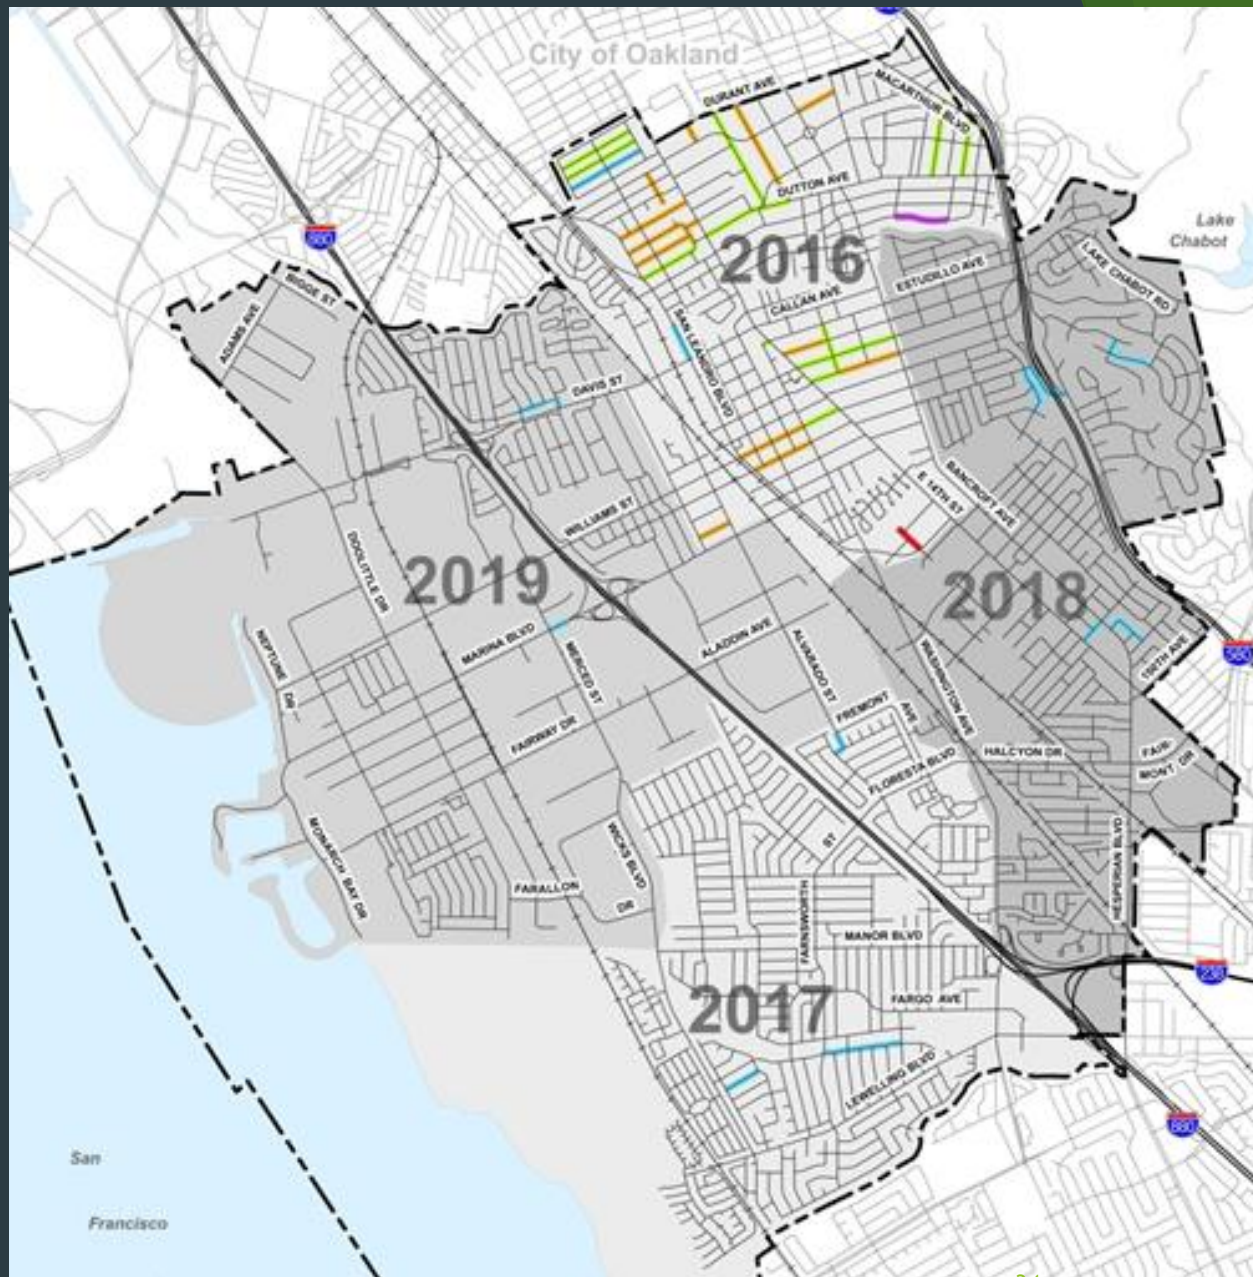 City of Oakland
DURANT AVE
MACARTHUR BLVD
DUTTON AVE
Lake
Chabot
LAKE CHABOT RD
880
2016
ESTUDILLO AVE
BIGGE ST
ADAMS AVE
CALLAN AVE
SAN LEANDRO BLVD
DAVIS ST
BANCROFT AVE
E 14TH ST
WILLIAMS ST
DOOLITTLE DR
2019
2018
MARINA BLVD
MERCED ST
ALADDIN AVE
ALVARADO ST
WASHINGTON AVE
150TH AVE
580
NEPTUNE DR
FAIRWAY DR
FREMONT
AVE
FLORESTA BLVD
HALCYON DR
FAIR-
MONT DR
MONARCH BAY DR
WICKS BLVD
ST
HESPERIAN BLVD
FARALLON
DR
FARNSWORTH
MANOR BLVD
238
2017
FARGO AVE
LEWELLING BLVD
880
San
Francisco